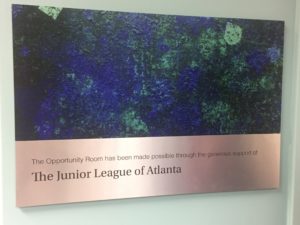 The Opportunity Room has been made possible through the generous support of
The Junior League of Atlanta